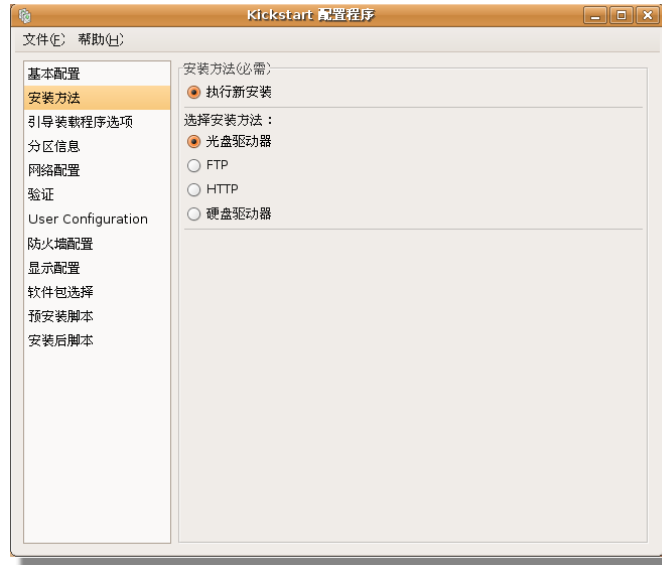 Kickstart 配置程序
文件(F) 帮助(H)
基本配置
安装方法
引导装载程序选项
分区信息
网络配置
验证
User Configuration
防火墙配置
显示配置
软件包选择
预安装脚本
安装后脚本
安装方法(必需)
执行新安装
选择安装方法：
光盘驱动器
FTP
HTTP
硬盘驱动器